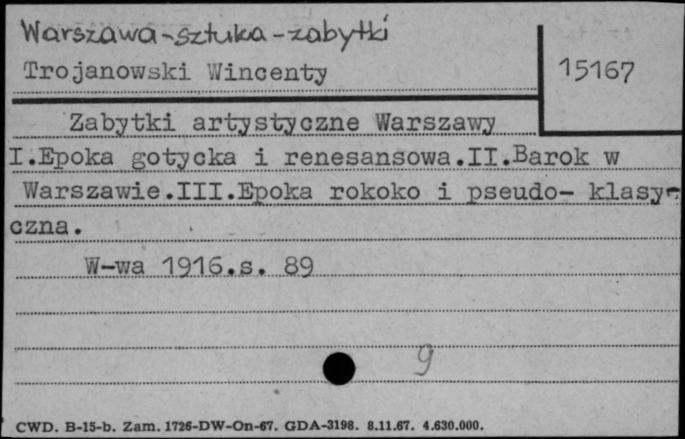 Warszawa-sztuka-zabytki
Trojanowski Wincenty
15167
Zabytki artystyczne Warszawy
I.Epoka gotycka i renesansowa.II.Barok w
Warszawie.III.Epoka rokoko i pseudo- klasy-
czna.
W-wa 1916.s. 89
9
CWD. B-15-b. Zam. 1726-DW-On-67. GDA-3198. 8.11.67. 4.630.000.